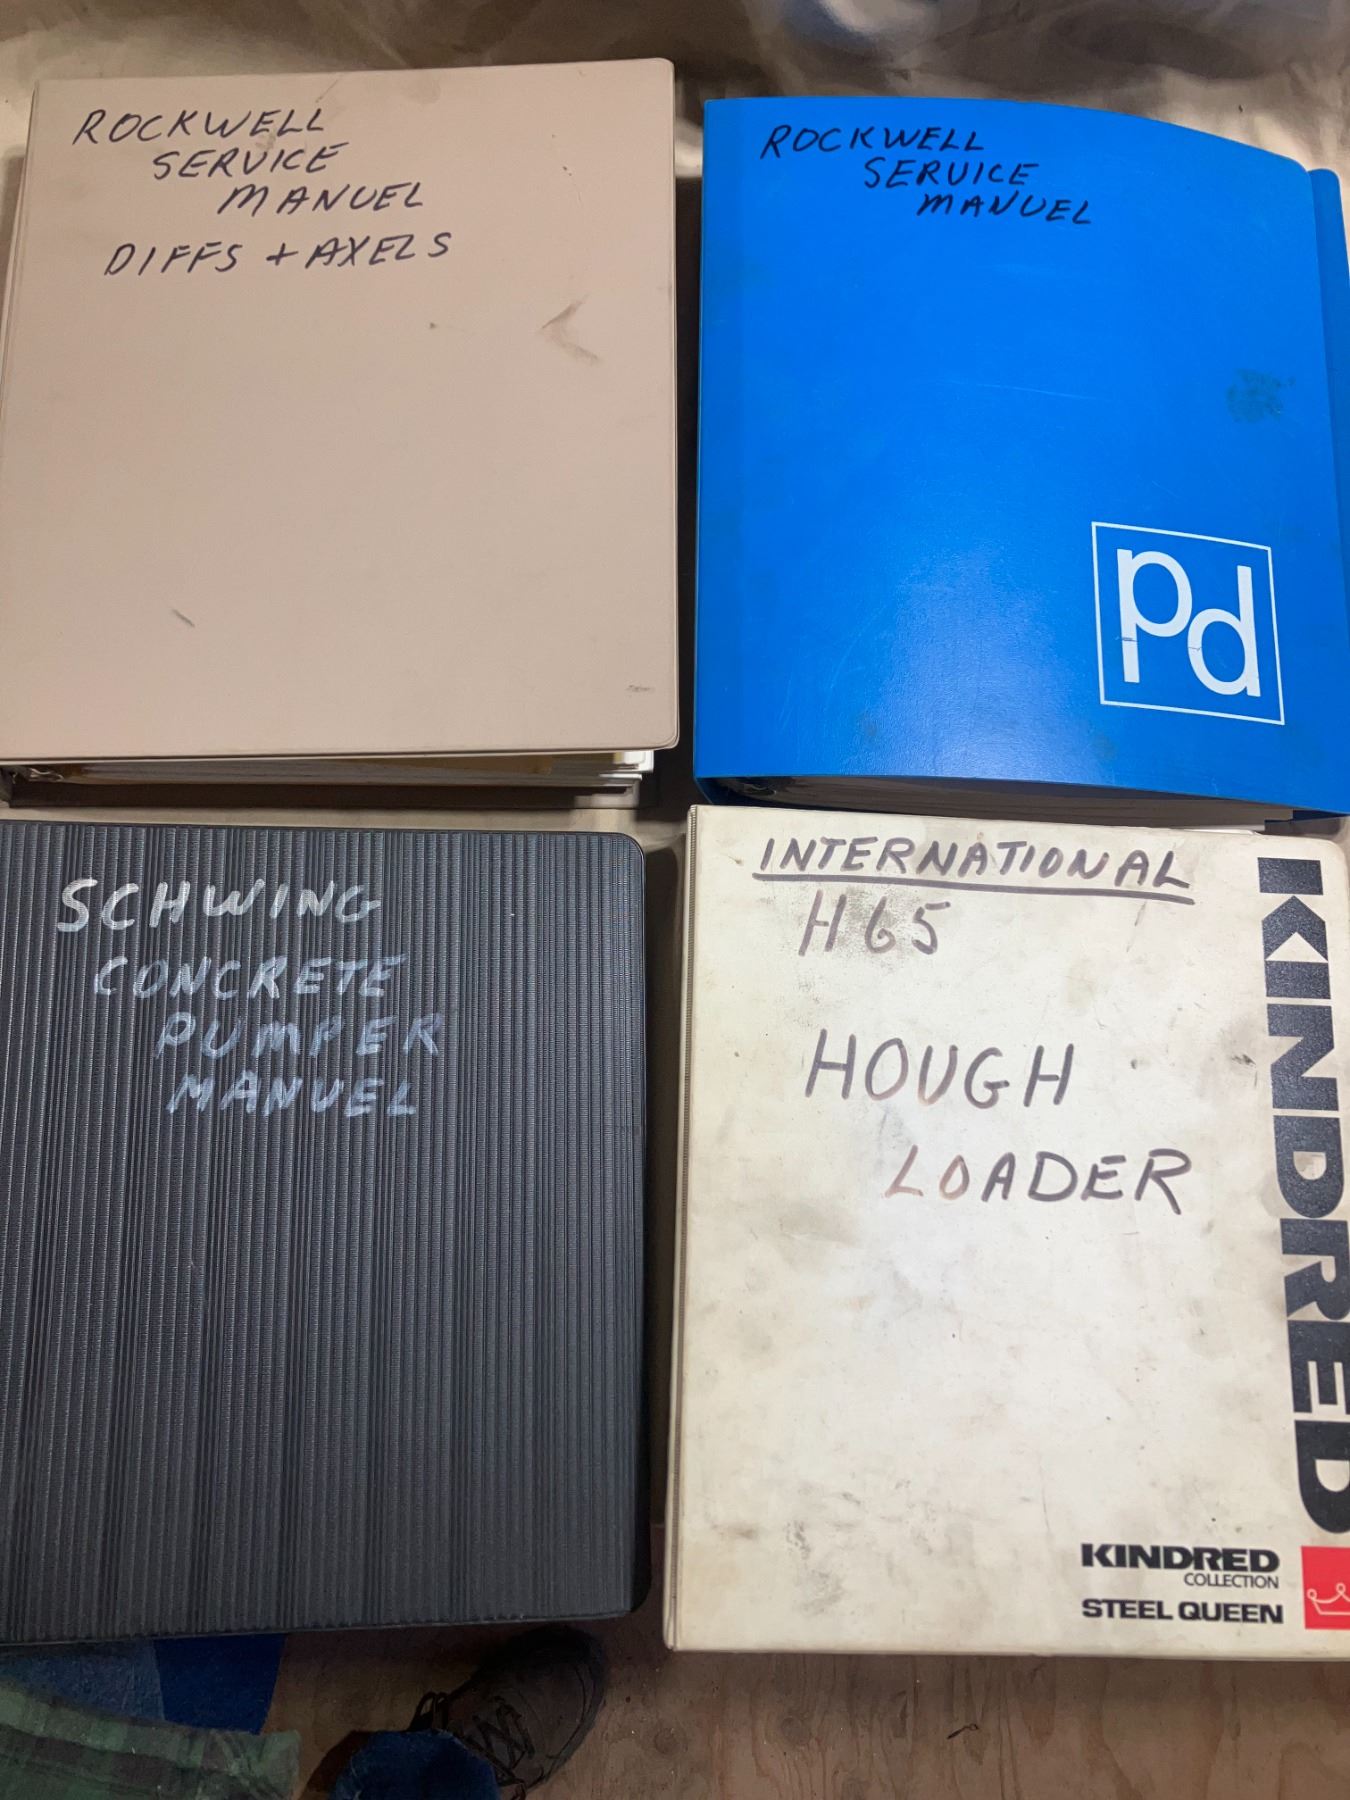 ROCKWELL
SERVICE
MANUEL
DIFFS + AXELS
ROCKWELL
SERVICE
MANUEL
pd
SCHWING
CONCRETE
PUMPER
MANUEL
INTERNATIONAL
H65
HOUGH
LOADER
KINDRED
KINDRED
COLLECTION
STEEL QUEEN